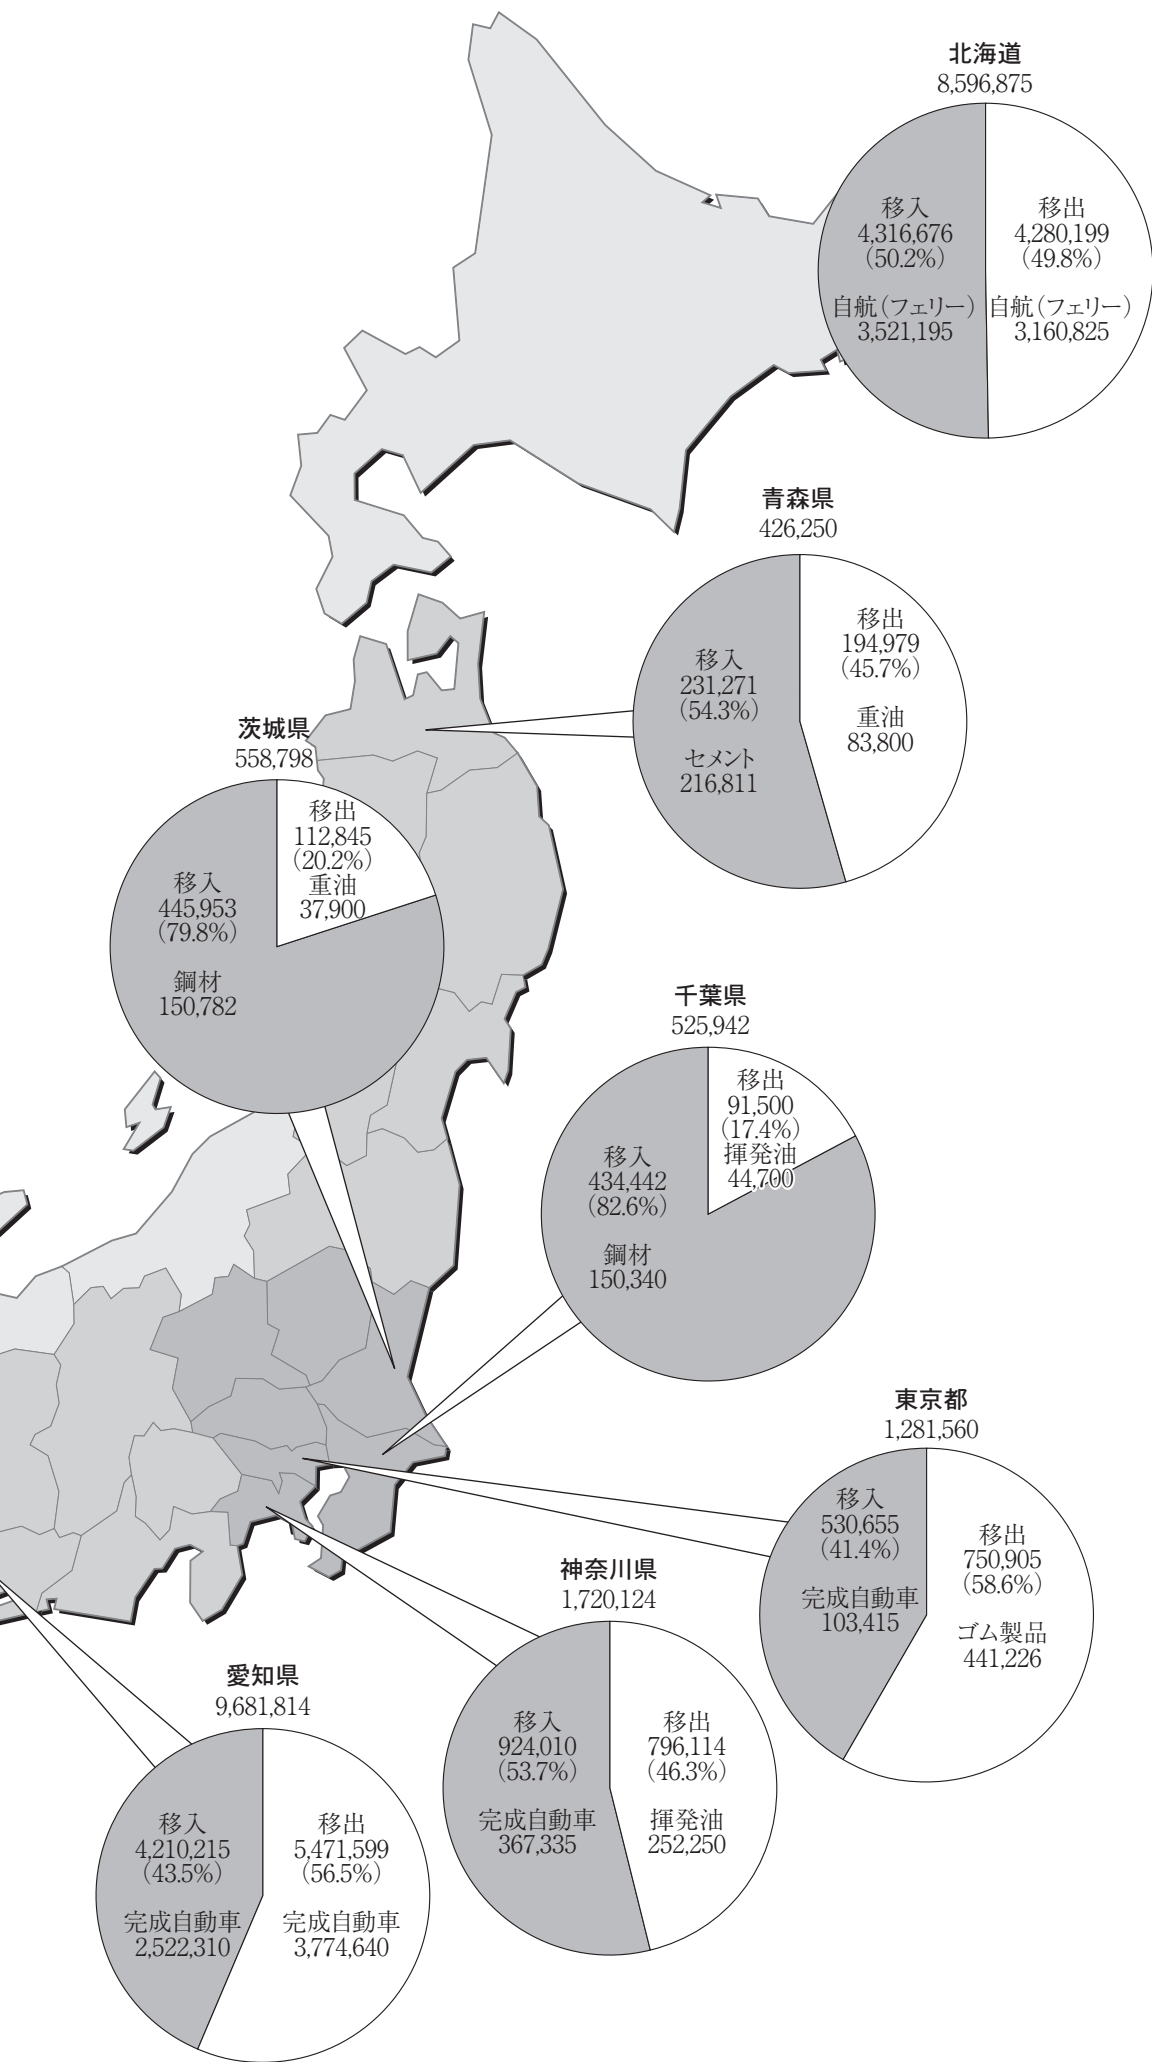 北海道
8,596,875
移入
4,316,676
(50.2%)
自航(フェリー)
3,521,195
移出
4,280,199
(49.8%)
自航(フェリー)
3,160,825
青森県
426,250
移入
231,271
(54.3%)
セメント
216,811
移出
194,979
(45.7%)
重油
83,800
茨城県
558,798
移入
445,953
(79.8%)
鋼材
150,782
移出
112,845
(20.2%)
重油
37,900
千葉県
525,942
移入
434,442
(82.6%)
鋼材
150,340
移出
91,500
(17.4%)
揮発油
44,700
東京都
1,281,560
移入
530,655
(41.4%)
完成自動車
103,415
移出
750,905
(58.6%)
ゴム製品
441,226
神奈川県
1,720,124
移入
924,010
(53.7%)
完成自動車
367,335
移出
796,114
(46.3%)
揮発油
252,250
愛知県
9,681,814
移入
4,210,215
(43.5%)
完成自動車
2,522,310
移出
5,471,599
(56.5%)
完成自動車
3,774,640